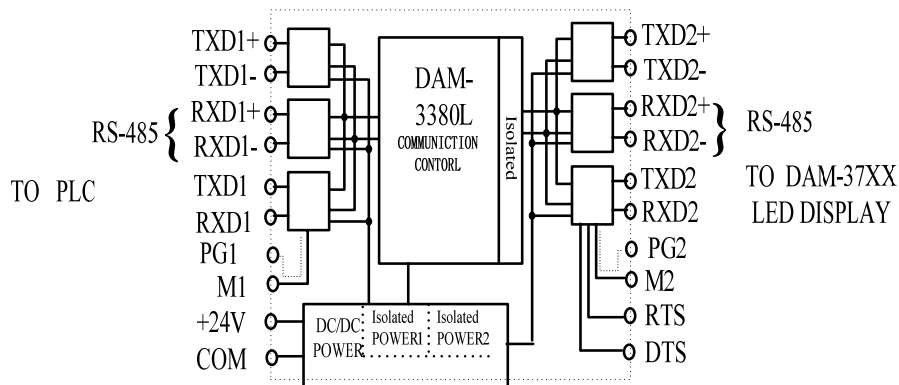 TXD1+
TXD1-
RXD1+
RXD1-
RS-485 {
TXD1
RXD1
TO PLC
PG1
M1
+24V
COM
DAM-
3380L
COMMUNICTION
CONTORL
Isolated
DC/DC
POWER
Isolated
POWER1
Isolated
POWER2
TXD2+
TXD2-
RXD2+
RXD2-
} RS-485
TXD2
RXD2
TO DAM-37XX
LED DISPLAY
PG2
M2
RTS
DTS